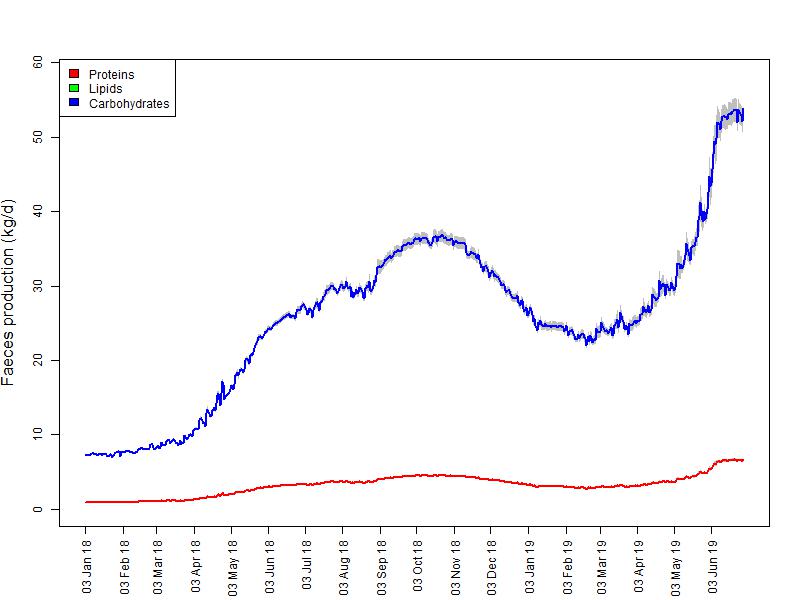 Proteins
Lipids
Carbohydrates
Faeces production (kg/d)
60
50
40
30
20
10
0
03 Jan 18
03 Feb 18
03 Mar 18
03 Apr 18
03 May 18
03 Jun 18
03 Jul 18
03 Aug 18
03 Sep 18
03 Oct 18
03 Nov 18
03 Dec 18
03 Jan 19
03 Feb 19
03 Mar 19
03 Apr 19
03 May 19
03 Jun 19